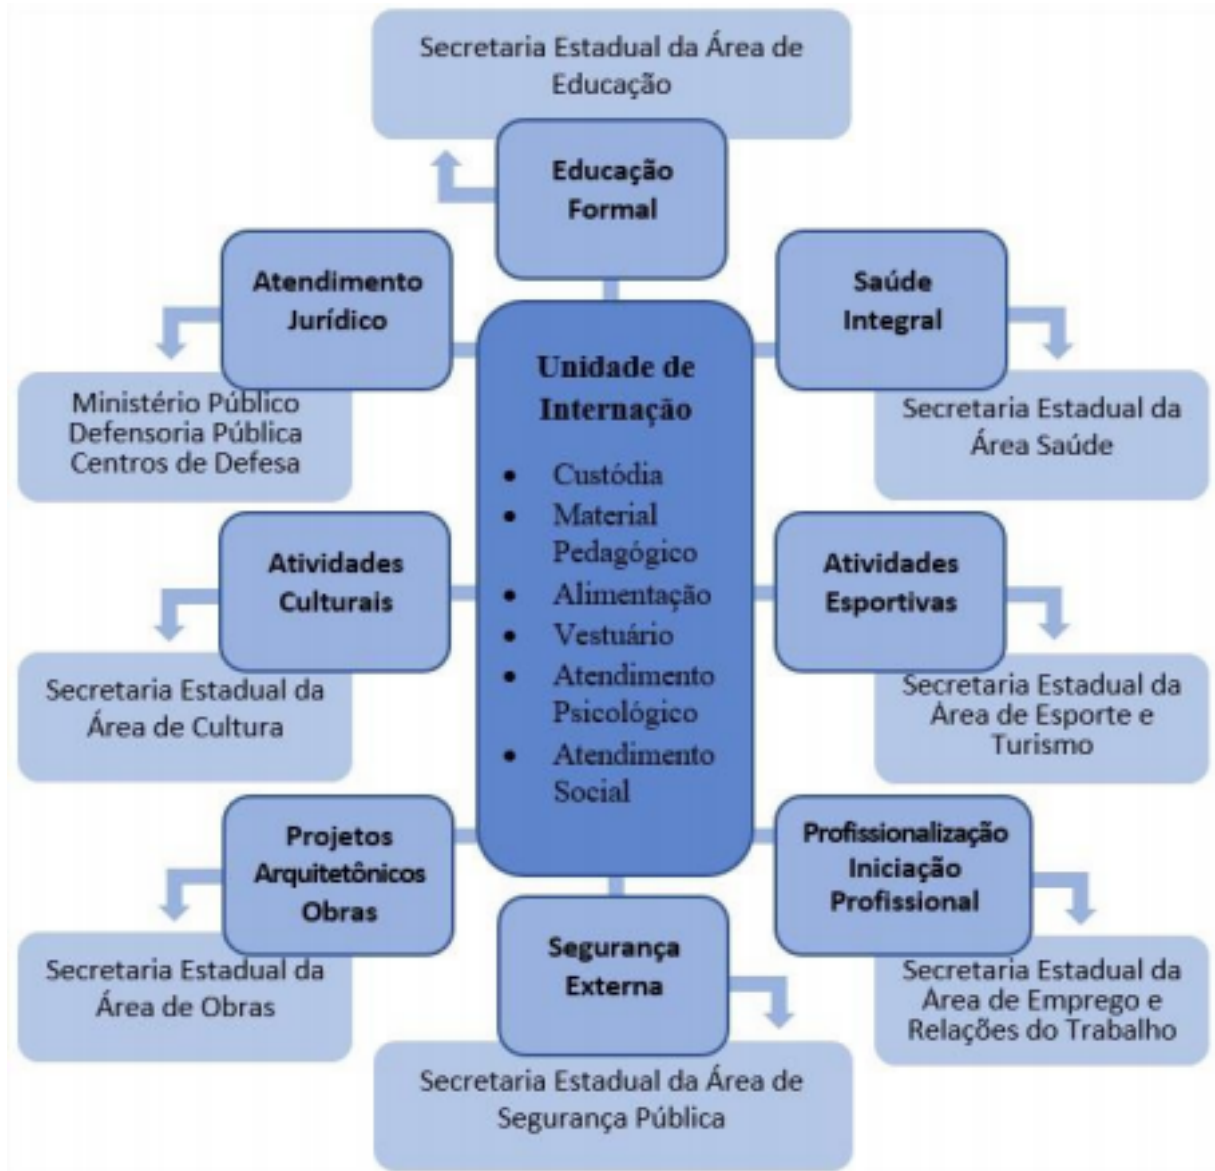 Secretaria Estadual da Área de
Educação
Educação
Formal
Atendimento
Jurídico
Ministério Público
Defensoria Pública
Centros de Defesa
Saúde
Integral
Secretaria Estadual da
Área Saúde
Unidade de
Internação
• Custódia
• Material
Pedagógico
• Alimentação
• Vestuário
• Atendimento
Psicológico
• Atendimento
Social
Atividades
Culturais
Secretaria Estadual da
Área de Cultura
Atividades
Esportivas
Secretaria Estadual da
Área de Esporte e
Turismo
Projetos
Arquitetônicos
Obras
Secretaria Estadual da
Área de Obras
Profissionalização
Iniciação
Profissional
Secretaria Estadual da
Área de Emprego e
Relações do Trabalho
Segurança
Externa
Secretaria Estadual da Área de
Segurança Pública